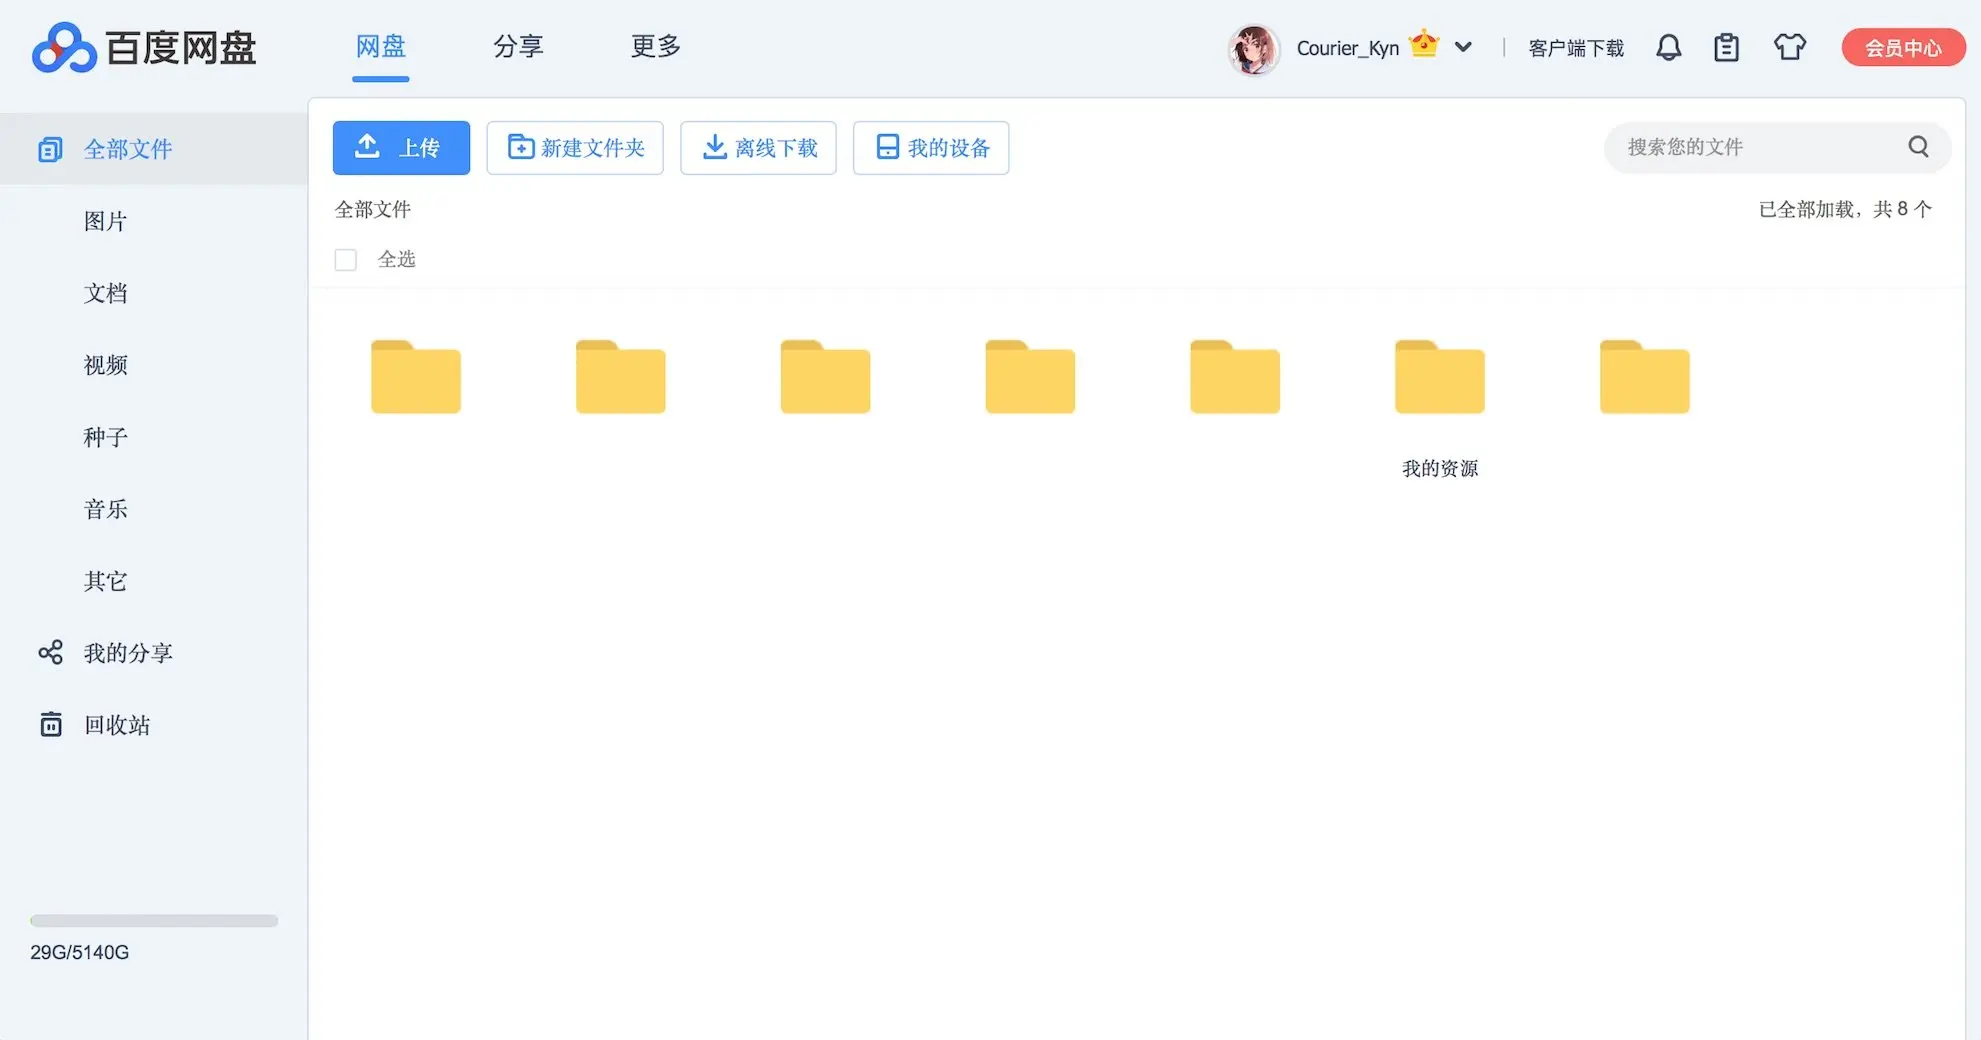 百度网盘
网盘 分享 更多 Courier_Kyn 客户端下载 会员中心
全部文件
图片
文档
视频
种子
音乐
其它
我的分享
回收站
29G/5140G
上传 新建文件夹 离线下载 我的设备 搜索您的文件
全部文件 已全部加载，共 8 个
全选
我的资源